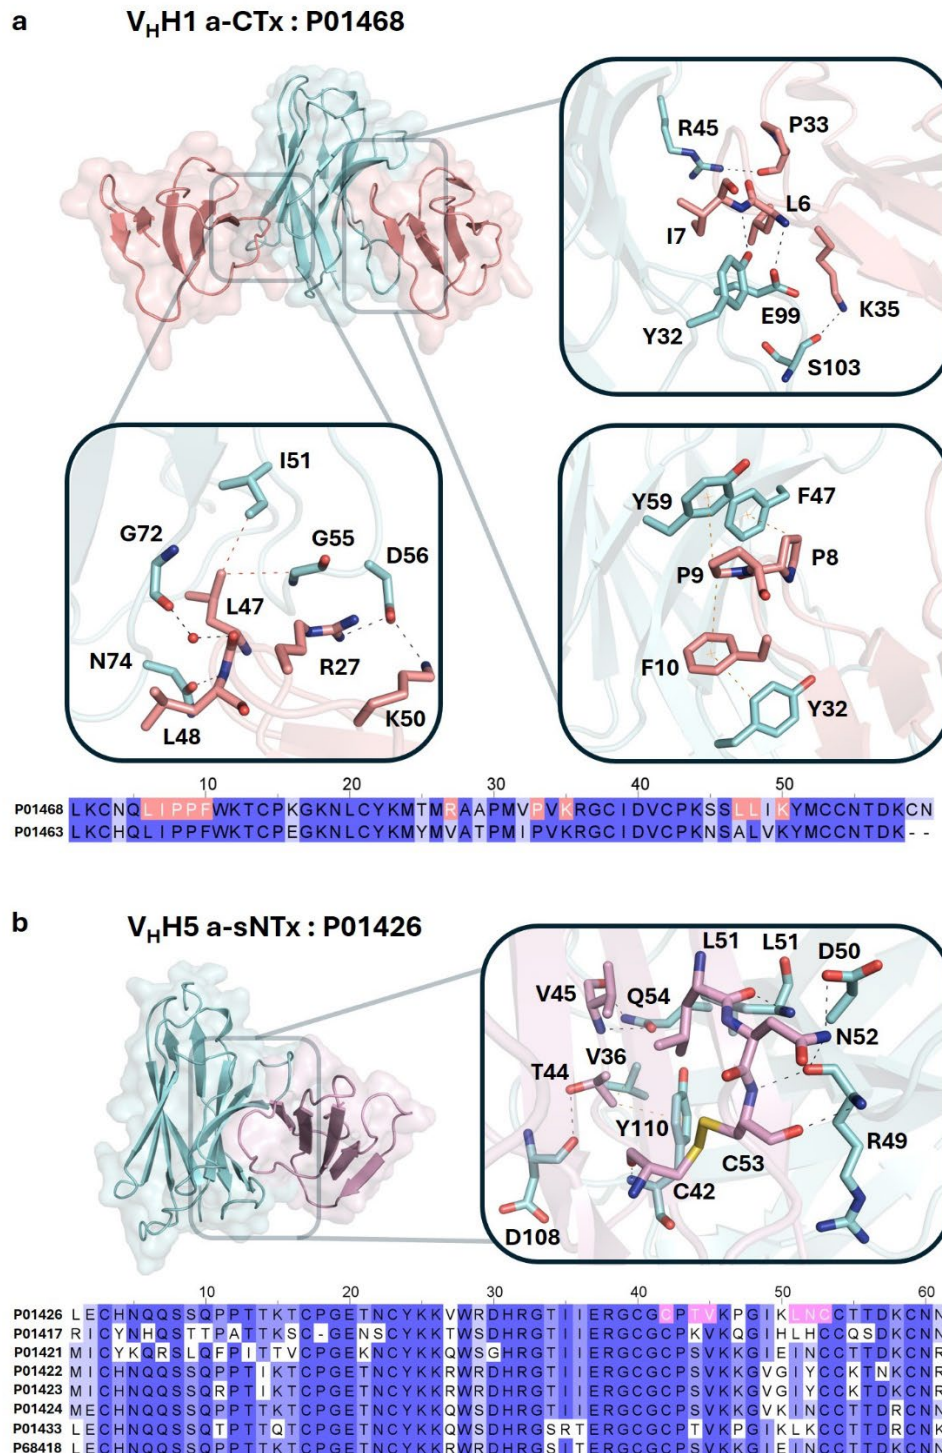 a
VHH1 a-CTx : P01468
R45
P33
L6
I7
E99
K35
Y32
S103
I51
G72
G55
D56
L47
N74
R27
L48
K50
Y59
F47
P9
P8
F10
Y32
10 20 30 40 50
P01468 LKCNQLIPPFWKTCPKGKNLCYKMTMRAAPMVPVKRGCIDVCPKSSLLIKYMCCNTDKCN
P01463 LKCHQLIPPFWKTCPEGKNLCYKMYMVATPMIPVKRGCIDVCPKNSALVKYMCCNTDK--
b
VHH5 a-sNTx : P01426
L51
L51
D50
V45
Q54
N52
T44
V36
Y110
R49
C53
C42
D108
10 20 30 40 50 60
P01426 LECHNQQSSQPPTTKTCPGETNCYKKVWRDHRGTIIERGCGCPTVKPGIKLNCCTTDKCNN
P01417 RICYNHQSTTPATTKSC-GENSCYKKTWSDHRGTIIERGCGCPKVKQGIHLHCCQSDKCNN
P01421 MICYKQRSLQFPITTVCPGEKNCYKKQWSGHRGTIIERGCGCPSVKKGIEINCCTTDKCNR
P01422 MICHNQQSSQPPTIKTCPGETNCYKKRWRDHRGTIIERGCGCPSVKKGVGIYCCKTNKCNR
P01423 MICHNQQSSQRPTIKTCPGETNCYKKRWRDHRGTIIERGCGCPSVKKGVGIYCCKTDKCNR
P01424 MECHNQQSSQPPTTKTCPGETNCYKKQWSDHRGTIIERGCGCPSVKKGVKINCCTTDRCNN
P01433 LECHNQQSSQTPTTQTCPGETNCYKKQWSDHRGSRTERGCGCPTVKPGIKLKCCTTDRCNN
P68418